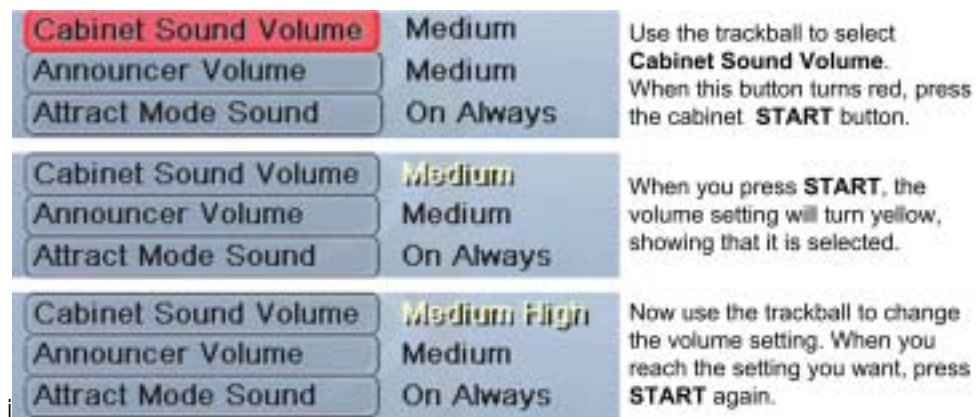 Cabinet Sound Volume Medium
Announcer Volume Medium
Attract Mode Sound On Always
Use the trackball to select
Cabinet Sound Volume.
When this button turns red, press
the cabinet START button.
Cabinet Sound Volume Medium
Announcer Volume Medium
Attract Mode Sound On Always
When you press START, the
volume setting will turn yellow,
showing that it is selected.
Cabinet Sound Volume Medium High
Announcer Volume Medium
Attract Mode Sound On Always
Now use the trackball to change
the volume setting. When you
reach the setting you want, press
START again.
i